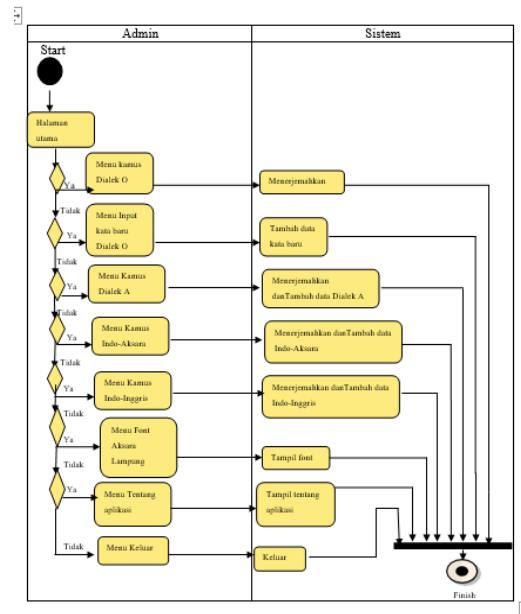 Admin
Sistem
Start
Halaman
utama
Menu kamus
Dialek O
Ya
Menerjemahkan
Tidak
Menu Input
kata baru
Dialek O
Ya
Tambah data
kata baru
Tidak
Menu Kamus
Dialek A
Ya
Menerjemahkan
danTambah data Dialek A
Tidak
Menu Kamus
Indo-Aksara
Ya
Menerjemahkan danTambah data
Indo-Aksara
Tidak
Menu Kamus
Indo-Inggris
Ya
Menerjemahkan danTambah data
Indo-Inggris
Tidak
Menu Font
Aksara
Lampung
Ya
Tampil font
Tidak
Menu Tentang
aplikasi
Ya
Tampil tentang
aplikasi
Tidak
Menu Keluar
Keluar
Finish